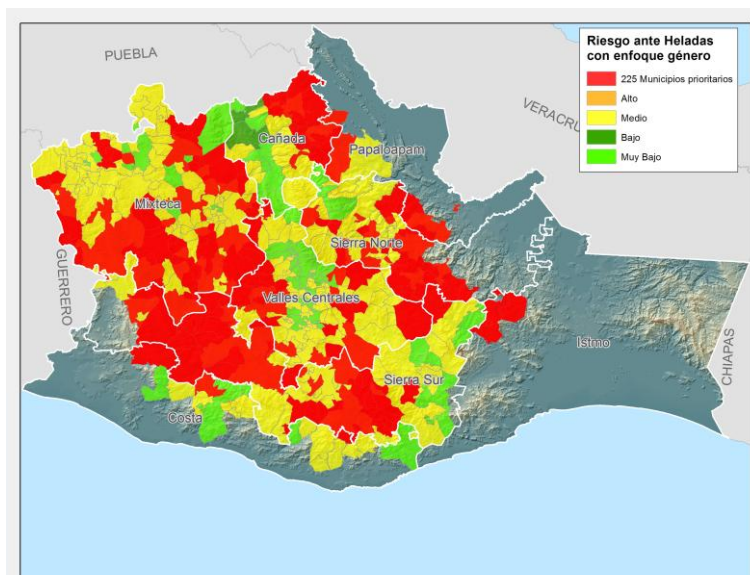 PUEBLA
VERACRU
GUERRERO
CHIAPAS
Cañada
Papaloapam
Mixteca
Sierra Norte
Valles Centrales
Istmo
Sierra Sur
Costa
Riesgo ante Heladas
con enfoque género
225 Municipios prioritarios
Alto
Medio
Bajo
Muy Bajo